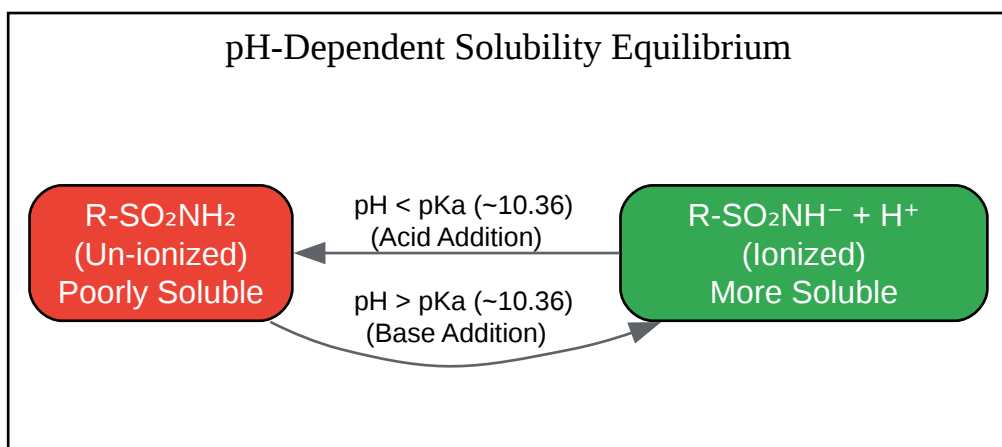 pH-Dependent Solubility Equilibrium
R-SO₂NH₂
(Un-ionized)
Poorly Soluble
pH < pKa (~10.36)
(Acid Addition)
pH > pKa (~10.36)
(Base Addition)
R-SO₂NH⁻ + H⁺
(Ionized)
More Soluble